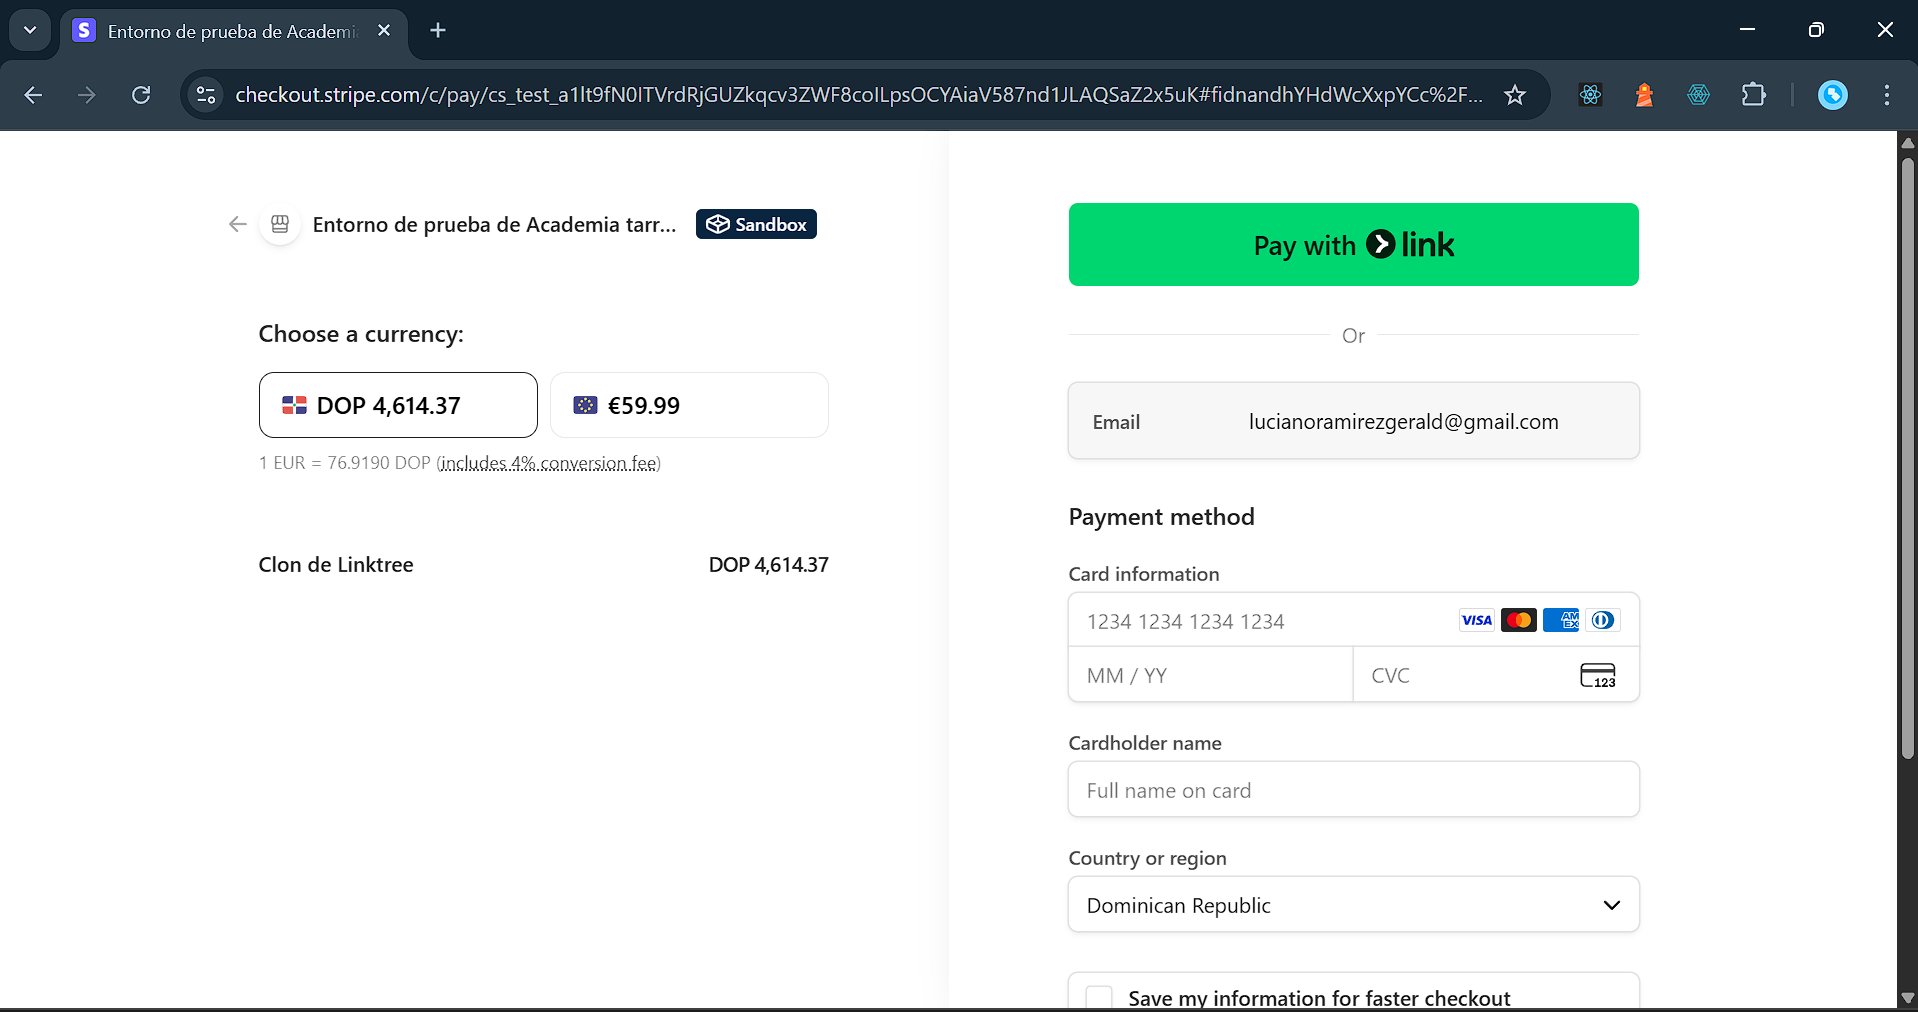 Entorno de prueba de Academi
checkout.stripe.com/c/pay/cs_test_a1lt9fN0ITVrdRjGUZkqcv3ZWF8coILpsOCYAiaV587nd1JLAQSaZ2x5uK#fidnandhYHdWcXxpYCc%2F...
Entorno de prueba de Academia tarr...
Sandbox
Choose a currency:
DOP 4,614.37
€59.99
1 EUR = 76.9190 DOP (includes 4% conversion fee)
Clon de Linktree DOP 4,614.37
Pay with link
Or
Email lucianoramirezgerald@gmail.com
Payment method
Card information
1234 1234 1234 1234 VISA AM EX
MM / YY CVC 123
Cardholder name
Full name on card
Country or region
Dominican Republic
Save my information for faster checkout